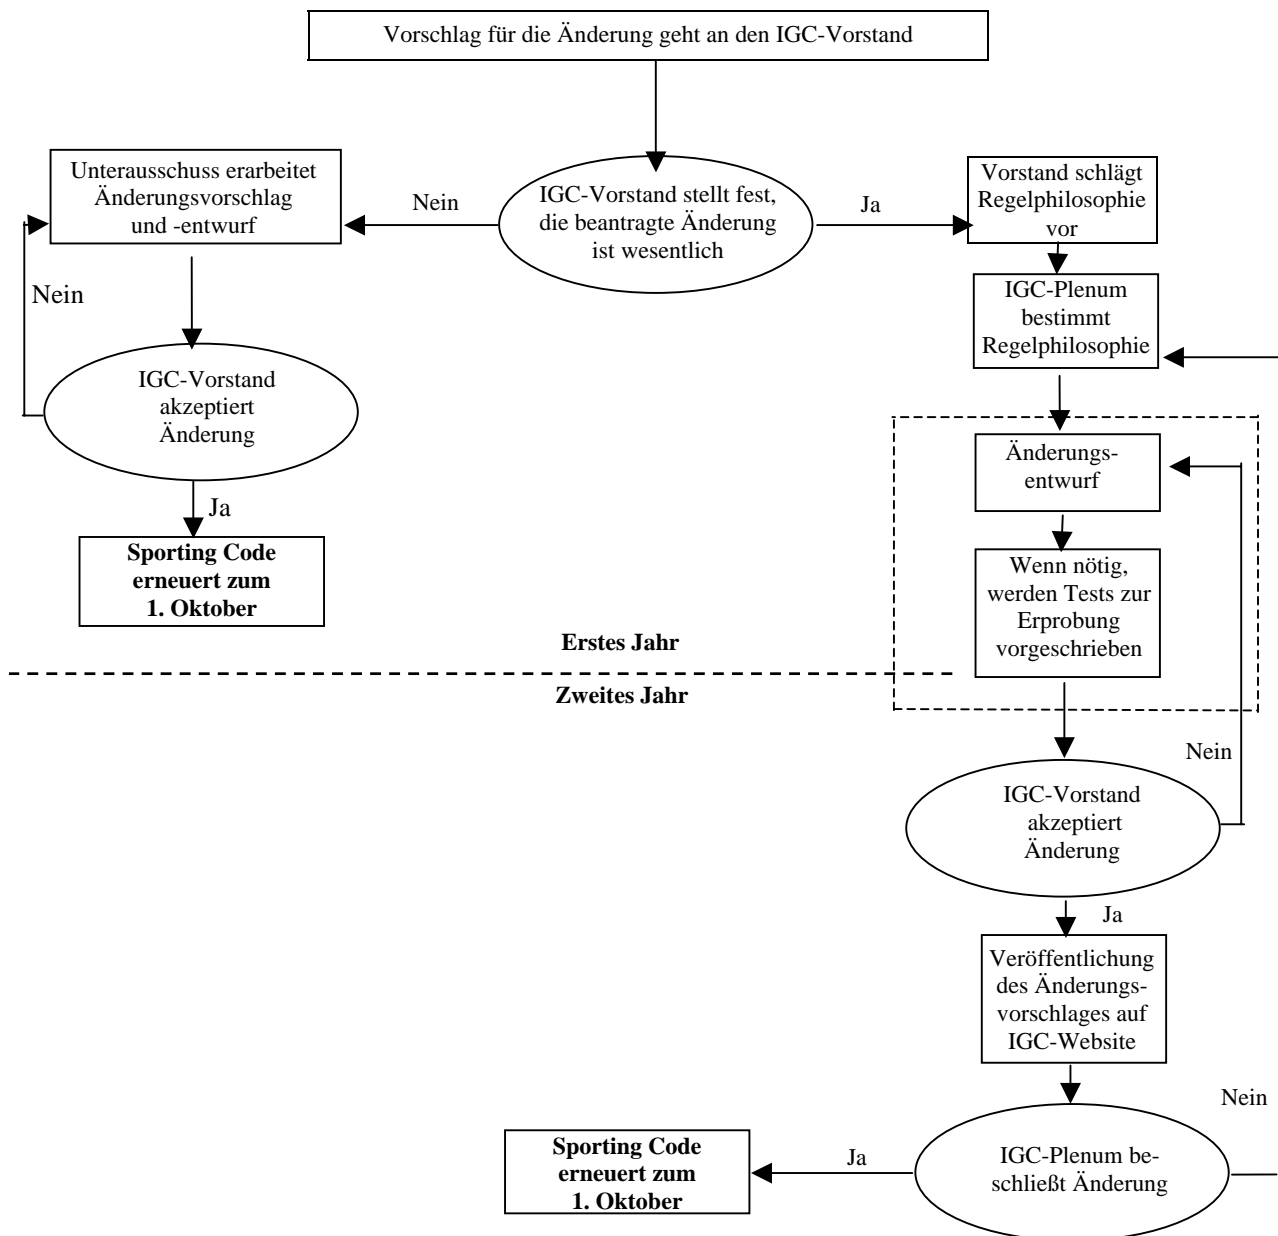 Vorschlag für die Änderung geht an den IGC-Vorstand
Unterausschuss erarbeitet
Änderungsvorschlag
und -entwurf
Nein
IGC-Vorstand stellt fest,
die beantragte Änderung
ist wesentlich
Ja
Vorstand schlägt
Regelphilosophie
vor
Nein
IGC-Plenum
bestimmt
Regelphilosophie
IGC-Vorstand
akzeptiert
Änderung
Ja
Sporting Code
erneuert zum
1. Oktober
Änderungs-
entwurf
Wenn nötig,
werden Tests zur
Erprobung
vorgeschrieben
Erstes Jahr
Zweites Jahr
Nein
IGC-Vorstand
akzeptiert
Änderung
Ja
Veröffentlichung
des Änderungs-
vorschlages auf
IGC-Website
Nein
IGC-Plenum be-
schließt Änderung
Ja
Sporting Code
erneuert zum
1. Oktober